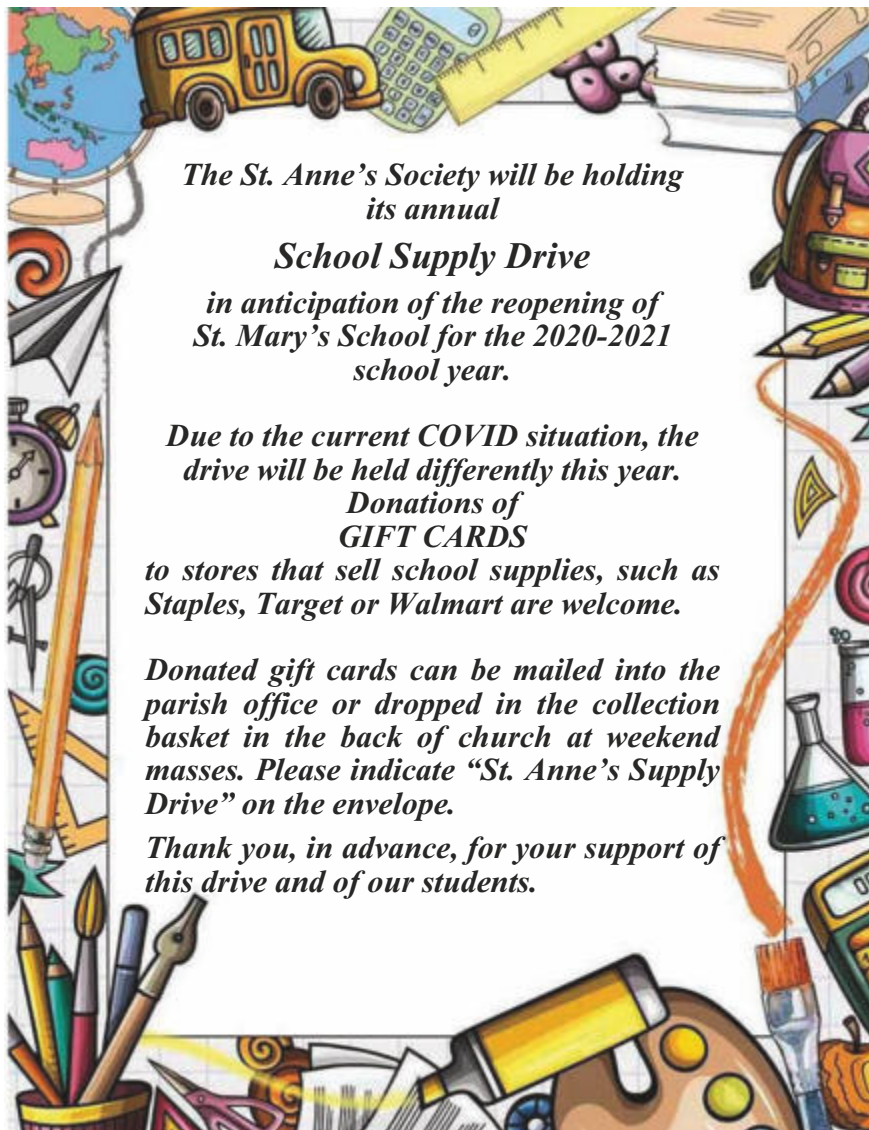 The St. Anne’s Society will be holding
its annual
School Supply Drive
in anticipation of the reopening of
St. Mary’s School for the 2020-2021
school year.
Due to the current COVID situation, the
drive will be held differently this year.
Donations of
GIFT CARDS
to stores that sell school supplies, such as
Staples, Target or Walmart are welcome.
Donated gift cards can be mailed into the
parish office or dropped in the collection
basket in the back of church at weekend
masses. Please indicate “St. Anne’s Supply
Drive” on the envelope.
Thank you, in advance, for your support of
this drive and of our students.